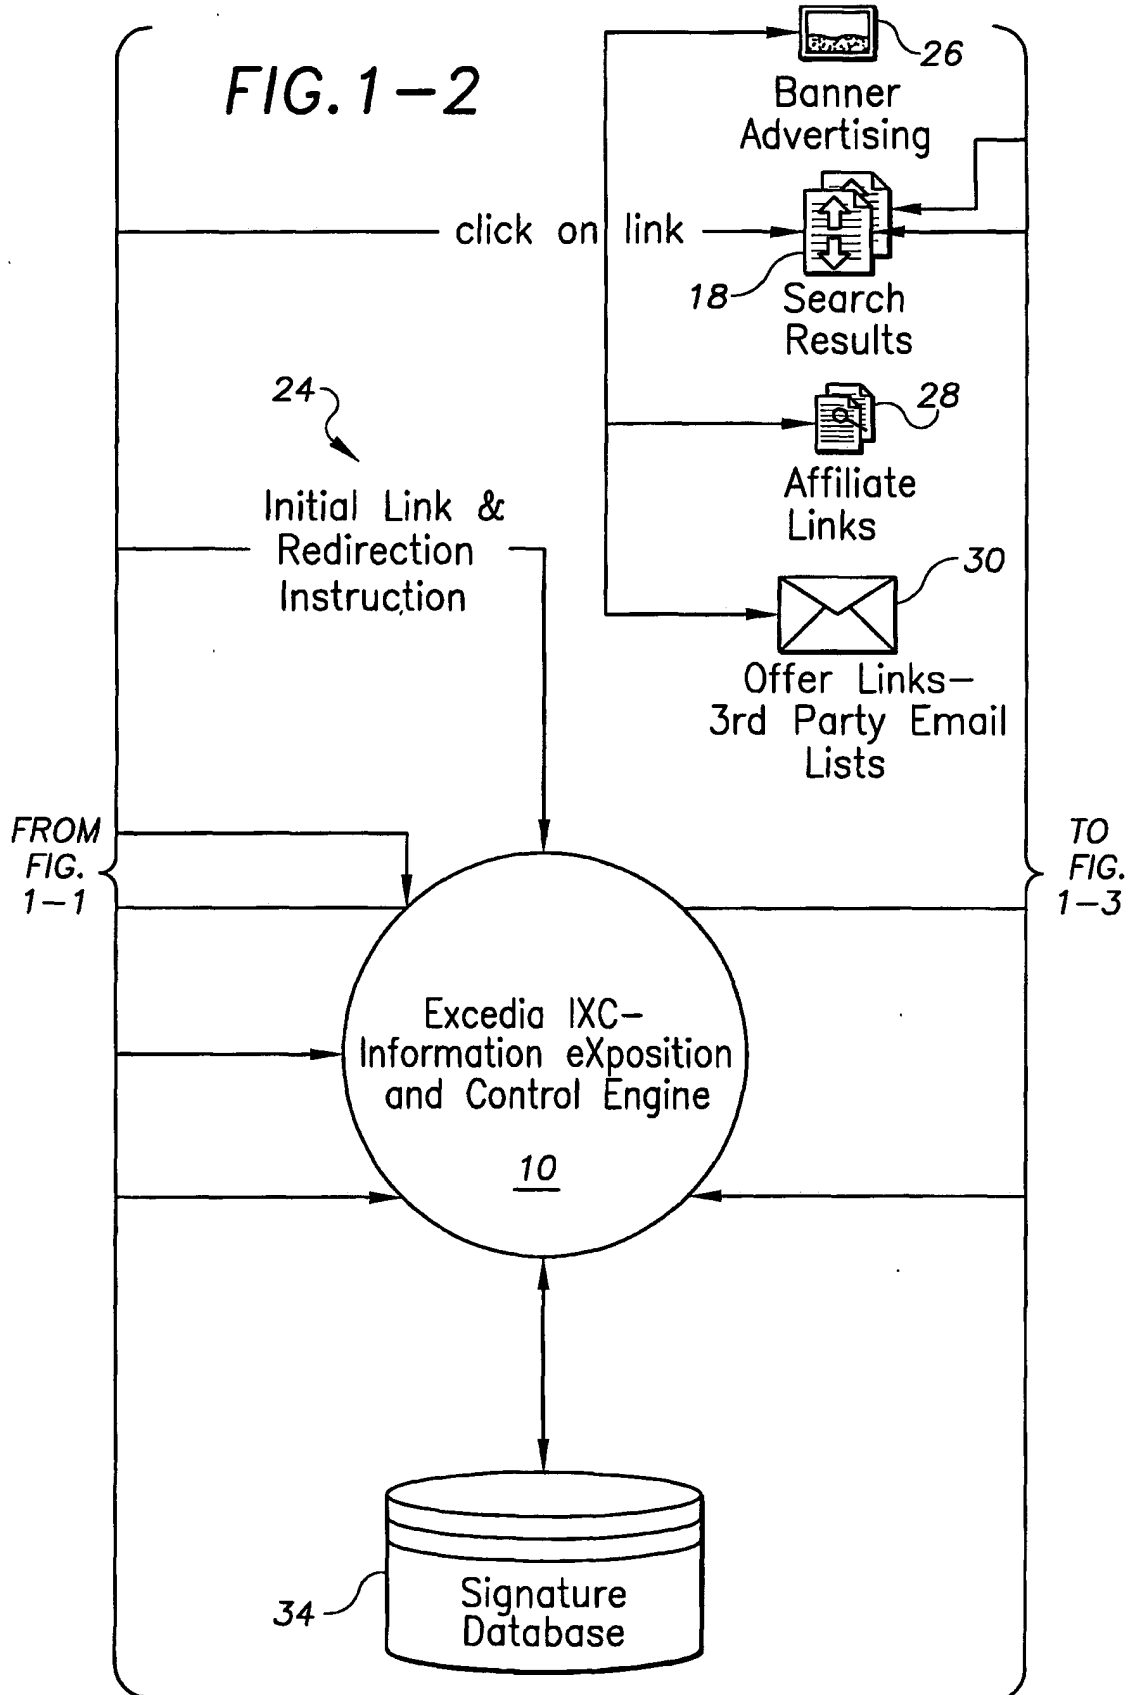 FIG. 1-2
26
Banner
Advertising
click on link
18
Search
Results
24
28
Affiliate
Links
Initial Link &
Redirection
Instruction
30
Offer Links-
3rd Party Email
Lists
FROM
FIG.
1-1
TO
FIG.
1-3
Excedia IXC-
Information eXposition
and Control Engine
10
34
Signature
Database